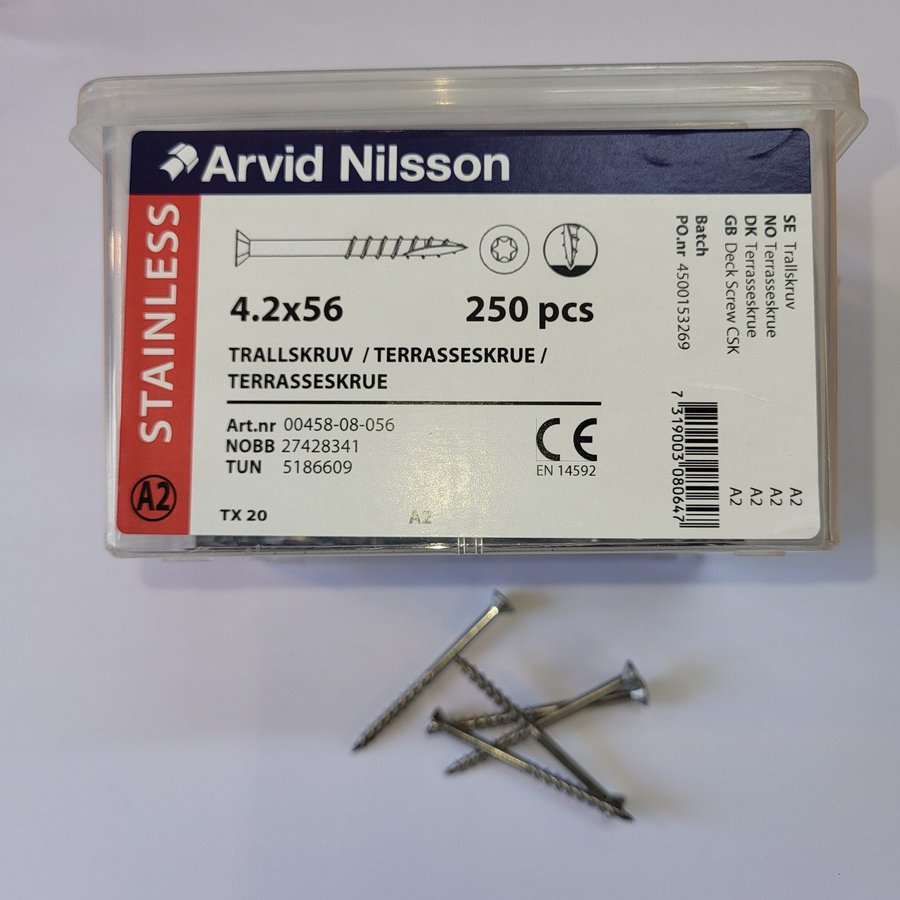 Arvid Nilsson
STAINLESS
A2
4.2x56
250 pcs
TRALLSKRUV / TERRASSESKRUE /
TERRASSESKRUE
Art.nr 00458-08-056
NOBB 27428341
TUN 5186609
CE
EN 14592
TX 20
A2
SE Trallskruv A2
NO Terrasseskrue A2
DK Terrasseskrue A2
GB Deck Screw CSK A2
Batch
PO.nr 4500153269
7 319003 080647